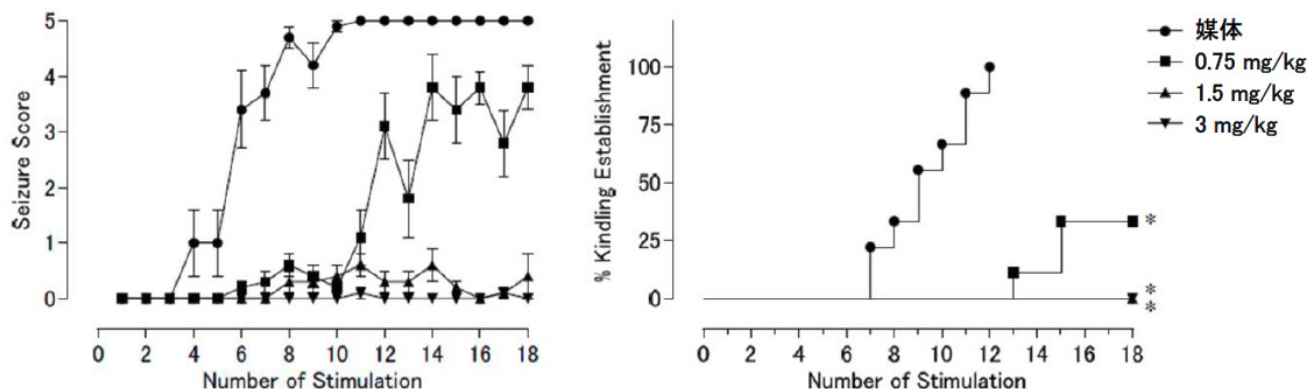 Seizure Score
5
4
3
2
1
0
0 2 4 6 8 10 12 14 16 18
Number of Stimulation
% Kindling Establishment
100
75
50
25
0
0 2 4 6 8 10 12 14 16 18
Number of Stimulation
*
*
*
媒体
0.75 mg/kg
1.5 mg/kg
3 mg/kg